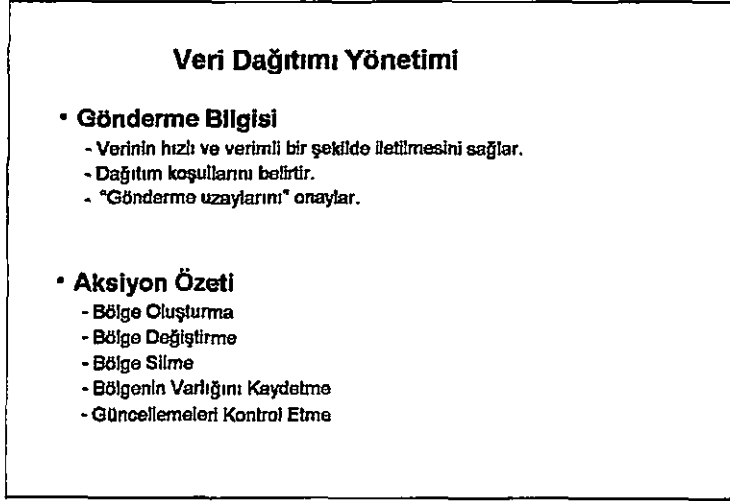 Veri Dağıtımı Yönetimi
• Gönderme Bilgisi
- Verinin hızlı ve verimli bir şekilde iletilmesini sağlar.
- Dağıtım koşullarını belirtir.
- "Gönderme uzaylarını" onaylar.
• Aksiyon Özeti
- Bölge Oluşturma
- Bölge Değiştirme
- Bölge Silme
- Bölgenin Varlığını Kaydetme
- Güncellemeleri Kontrol Etme